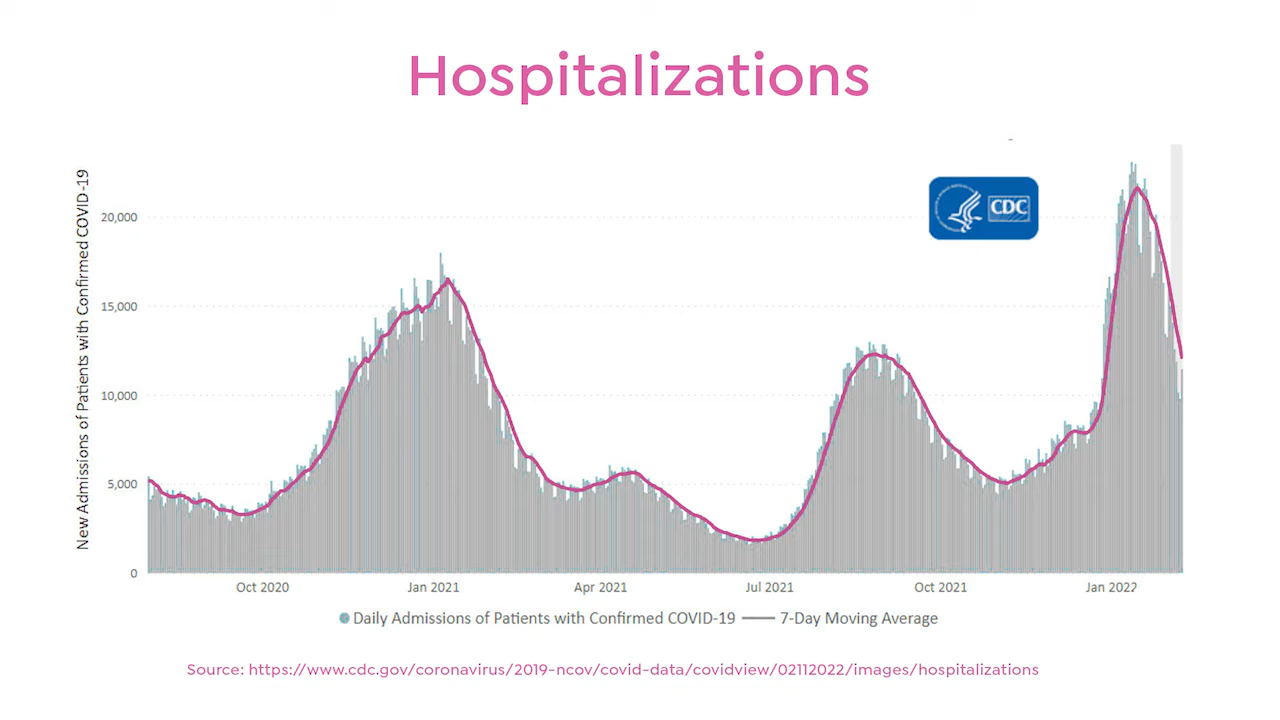 Hospitalizations
New Admissions of Patients with Confirmed COVID-19
CDC
20,000
15,000
10,000
5,000
0
Oct 2020
Jan 2021
Apr 2021
Jul 2021
Oct 2021
Jan 2022
Daily Admissions of Patients with Confirmed COVID-19
7-Day Moving Average
Source: https://www.cdc.gov/coronavirus/2019-ncov/covid-data/covidview/02112022/images/hospitalizations